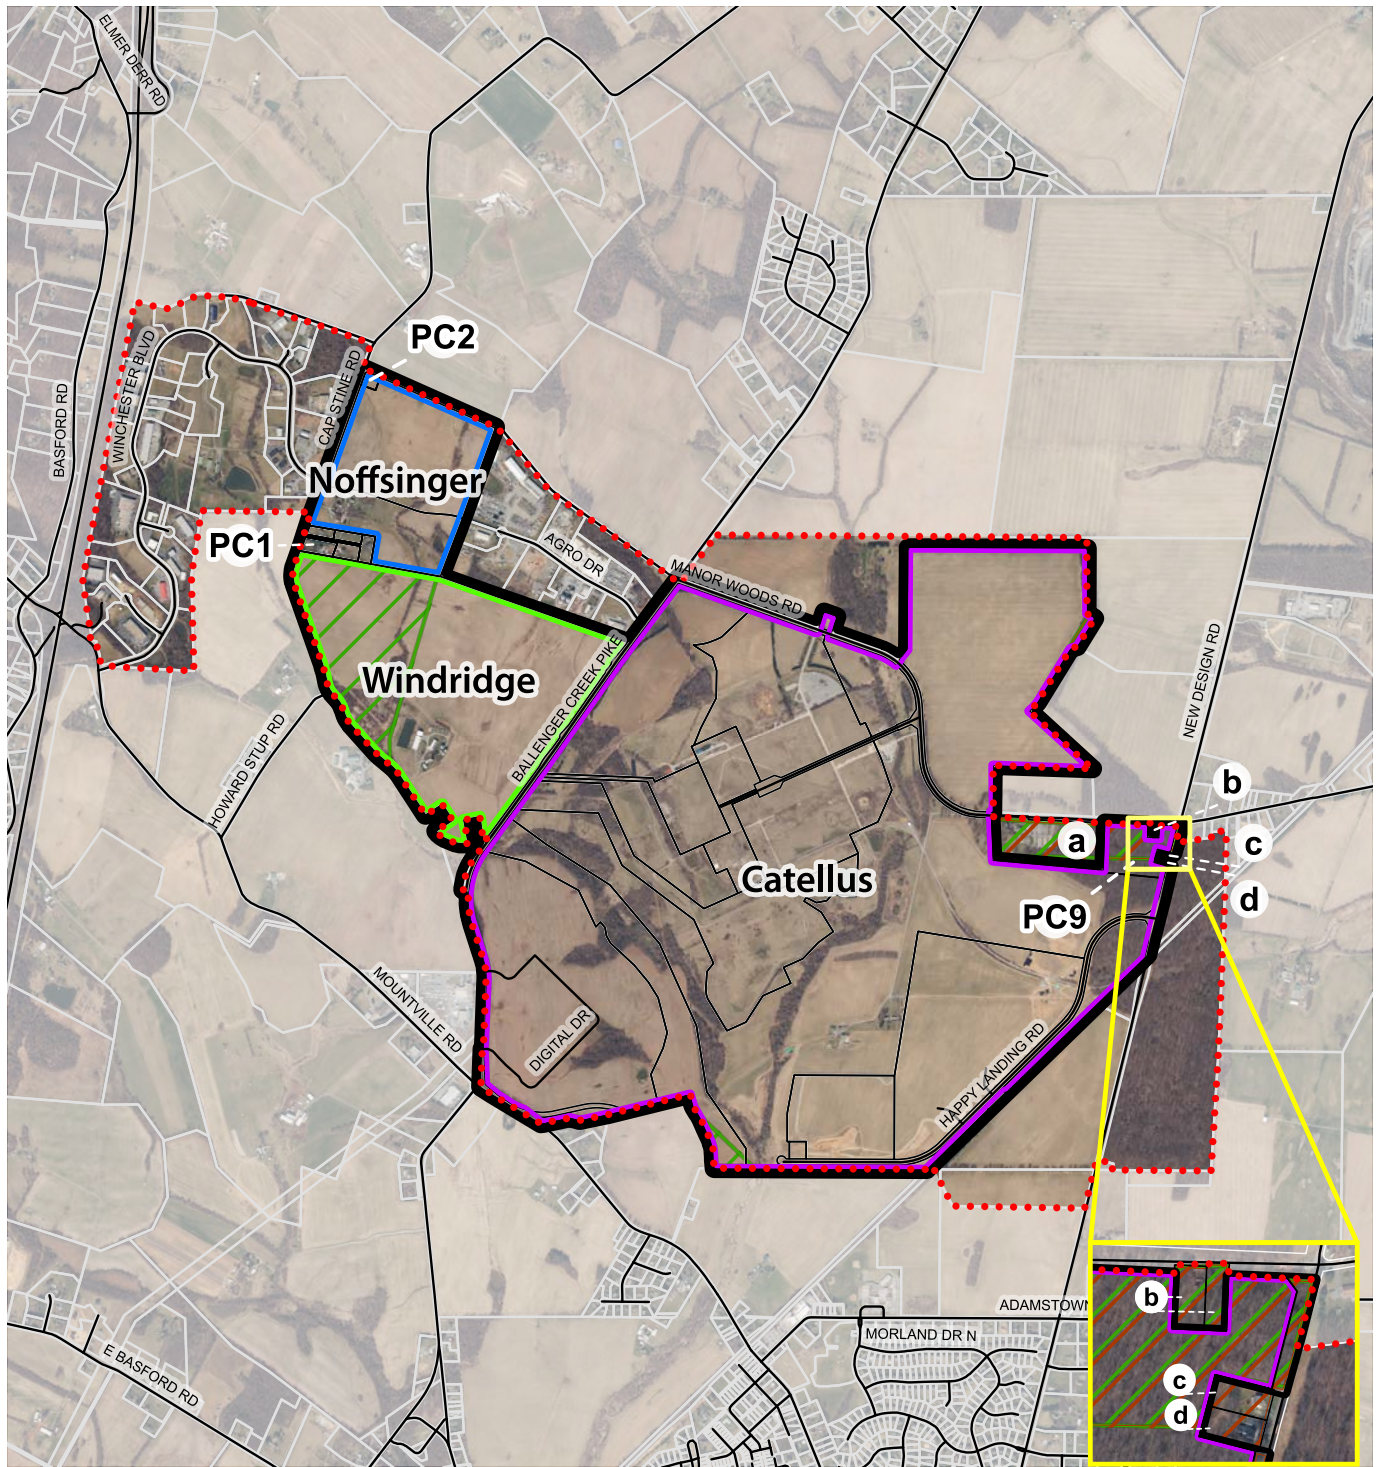 ELMER DERR RD
PC2
WINCHESTER BLVD
CAP STINE RD
BASFORD RD
Noffsinger
PC1
AGRO DR
MANOR WOODS RD
NEW DESIGN RD
Windridge
BALLENGER CREEK PIKE
HOWARD STUP RD
b
a
c
Catellus
d
PC9
MOUNTVILLE RD
DIGITAL DR
HAPPY LANDING RD
ADAMSTOWN
MORLAND DR N
E BASFORD RD
b
c
d